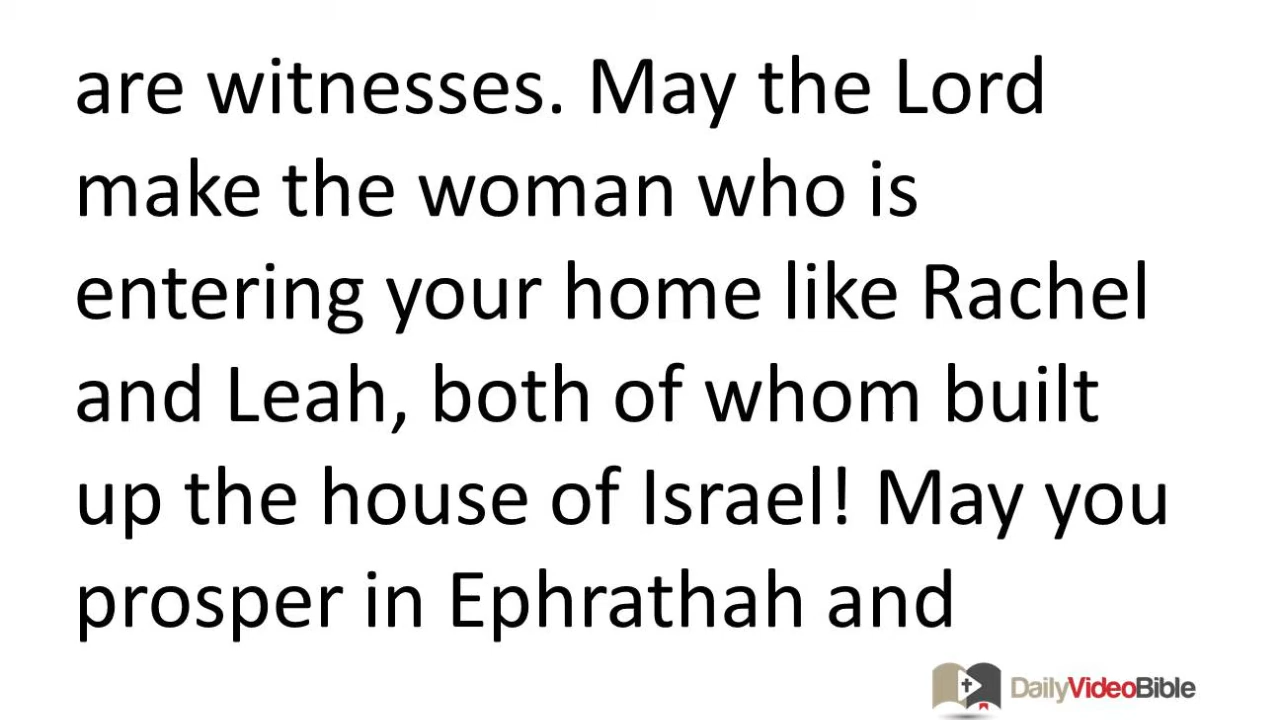 are witnesses. May the Lord
make the woman who is
entering your home like Rachel
and Leah, both of whom built
up the house of Israel! May you
prosper in Ephrathah and
DailyVideoBible